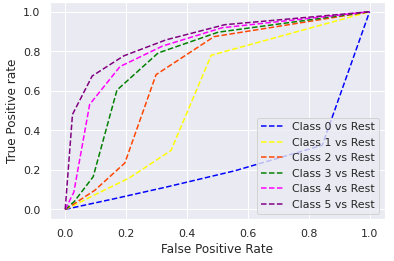 1.0
0.8
0.6
0.4
0.2
0.0
True Positive rate
Class 0 vs Rest
Class 1 vs Rest
Class 2 vs Rest
Class 3 vs Rest
Class 4 vs Rest
Class 5 vs Rest
0.0 0.2 0.4 0.6 0.8 1.0
False Positive Rate